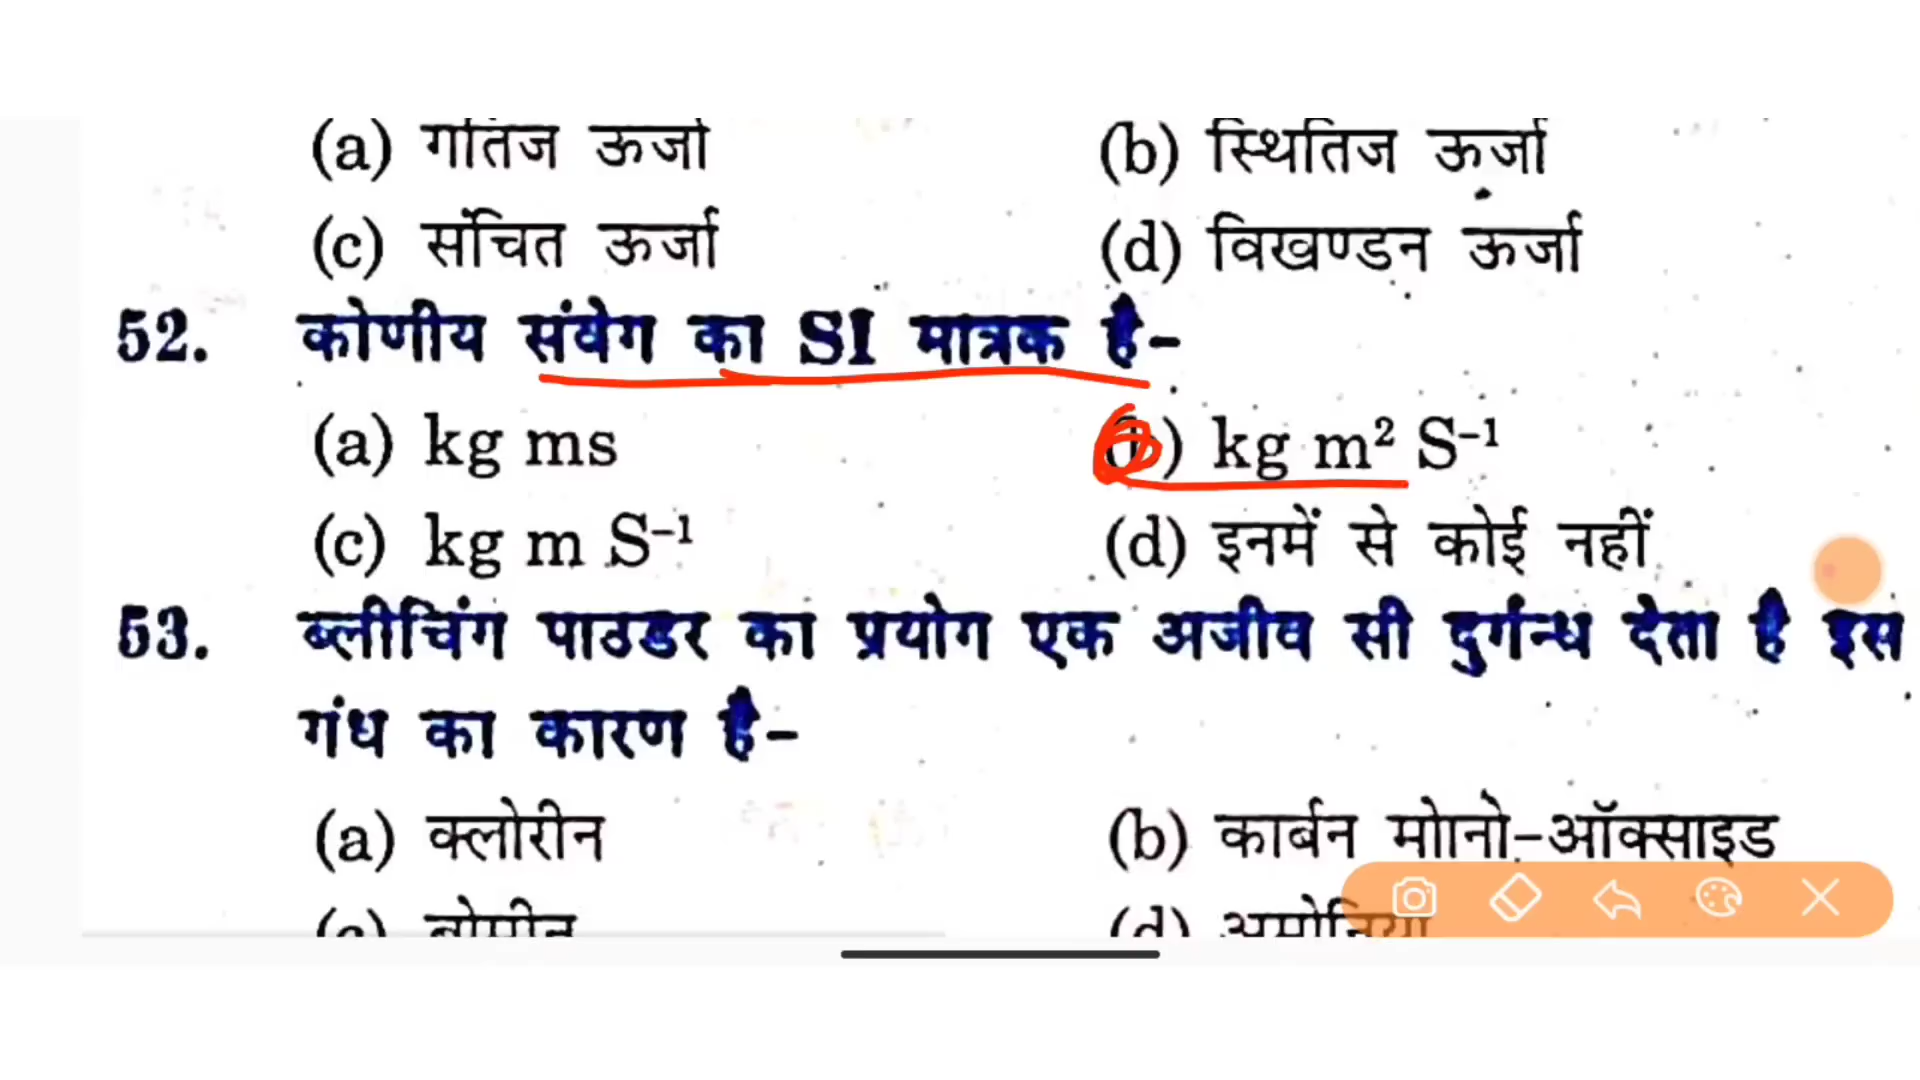 (a) गतिज ऊर्जा (b) स्थितिज ऊर्जा
(c) संचित ऊर्जा (d) विखण्डन ऊर्जा
52. कोणीय संवेग का SI मात्रक है-
(a) kg ms (b) kg m² S⁻¹
(c) kg m S⁻¹ (d) इनमें से कोई नहीं
53. ब्लीचिंग पाउडर का प्रयोग एक अजीव सी दुर्गन्ध देता है इस
गंध का कारण है-
(a) क्लोरीन (b) कार्बन मोानो-ऑक्साइड
(c) ब्रोमीन (d) अमोनिया